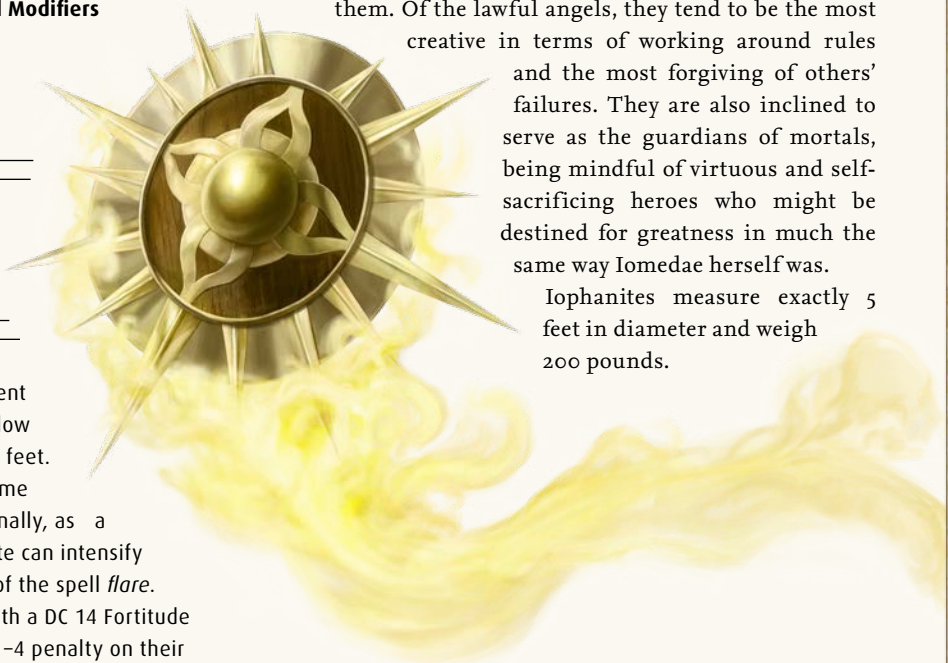 Modifiers
ent
low
feet.
me
nally, as a
te can intensify
of the spell flare.
th a DC 14 Fortitude
–4 penalty on their
them. Of the lawful angels, they tend to be the most
creative in terms of working around rules
and the most forgiving of others’
failures. They are also inclined to
serve as the guardians of mortals,
being mindful of virtuous and self-
sacrificing heroes who might be
destined for greatness in much the
same way Iomedae herself was.
Iophanites measure exactly 5
feet in diameter and weigh
200 pounds.